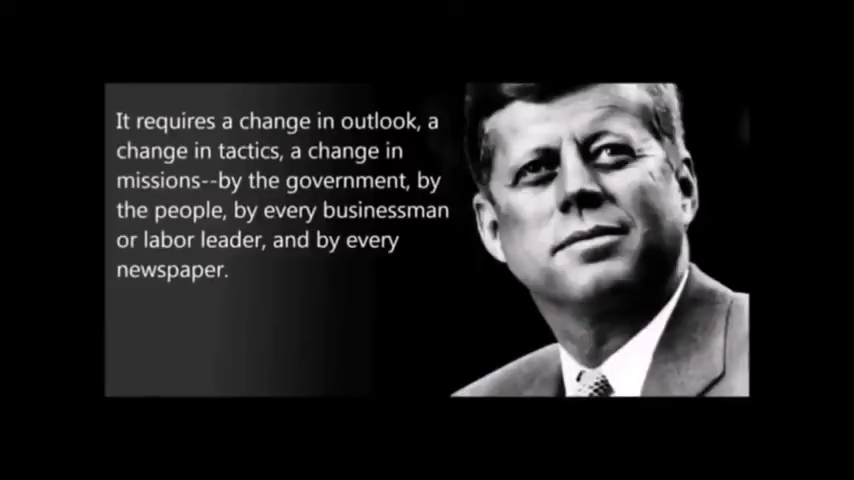 It requires a change in outlook, a
change in tactics, a change in
missions--by the government, by
the people, by every businessman
or labor leader, and by every
newspaper.